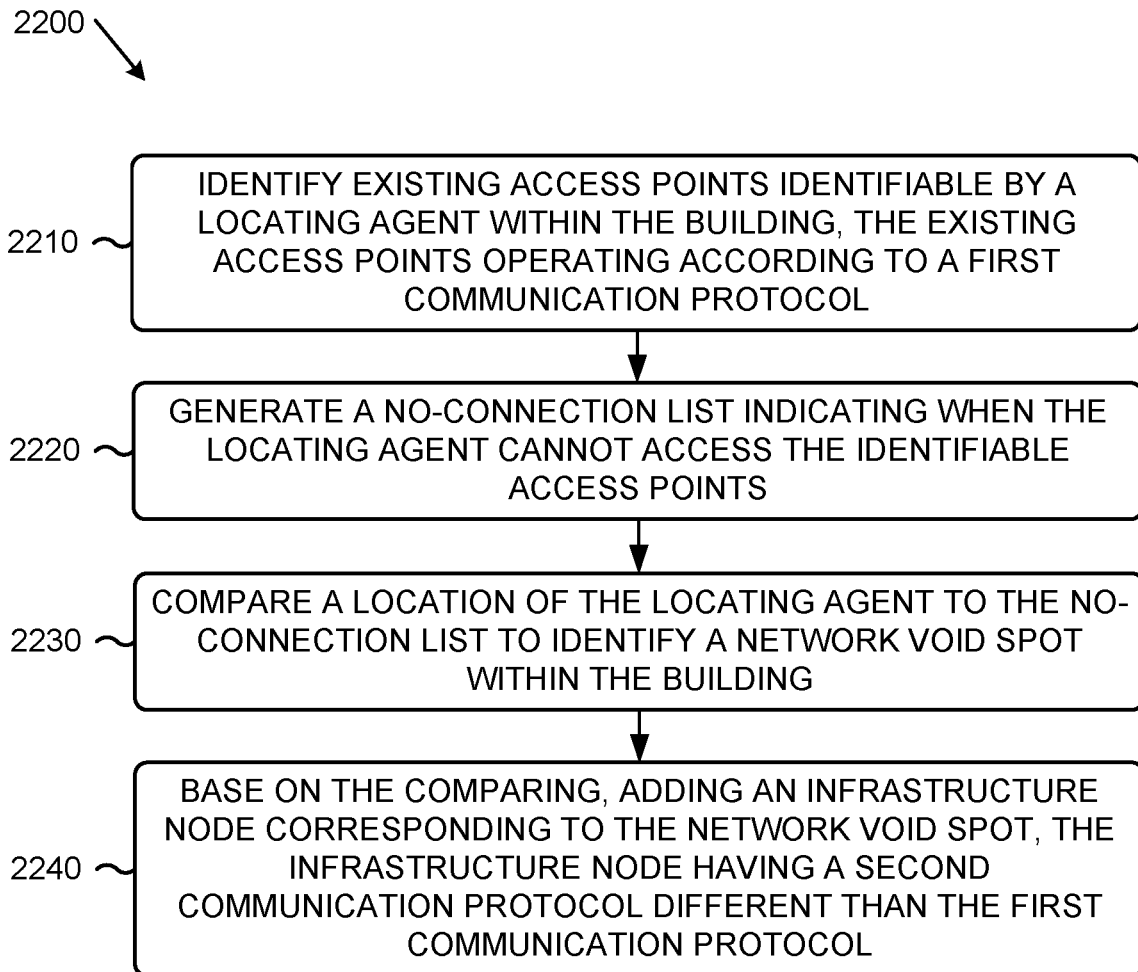 2200
IDENTIFY EXISTING ACCESS POINTS IDENTIFIABLE BY A
LOCATING AGENT WITHIN THE BUILDING, THE EXISTING
2210
ACCESS POINTS OPERATING ACCORDING TO A FIRST
COMMUNICATION PROTOCOL
GENERATE A NO-CONNECTION LIST INDICATING WHEN THE
2220
LOCATING AGENT CANNOT ACCESS THE IDENTIFIABLE
ACCESS POINTS
COMPARE A LOCATION OF THE LOCATING AGENT TO THE NO-
2230
CONNECTION LIST TO IDENTIFY A NETWORK VOID SPOT
WITHIN THE BUILDING
BASE ON THE COMPARING, ADDING AN INFRASTRUCTURE
NODE CORRESPONDING TO THE NETWORK VOID SPOT, THE
2240
INFRASTRUCTURE NODE HAVING A SECOND
COMMUNICATION PROTOCOL DIFFERENT THAN THE FIRST
COMMUNICATION PROTOCOL